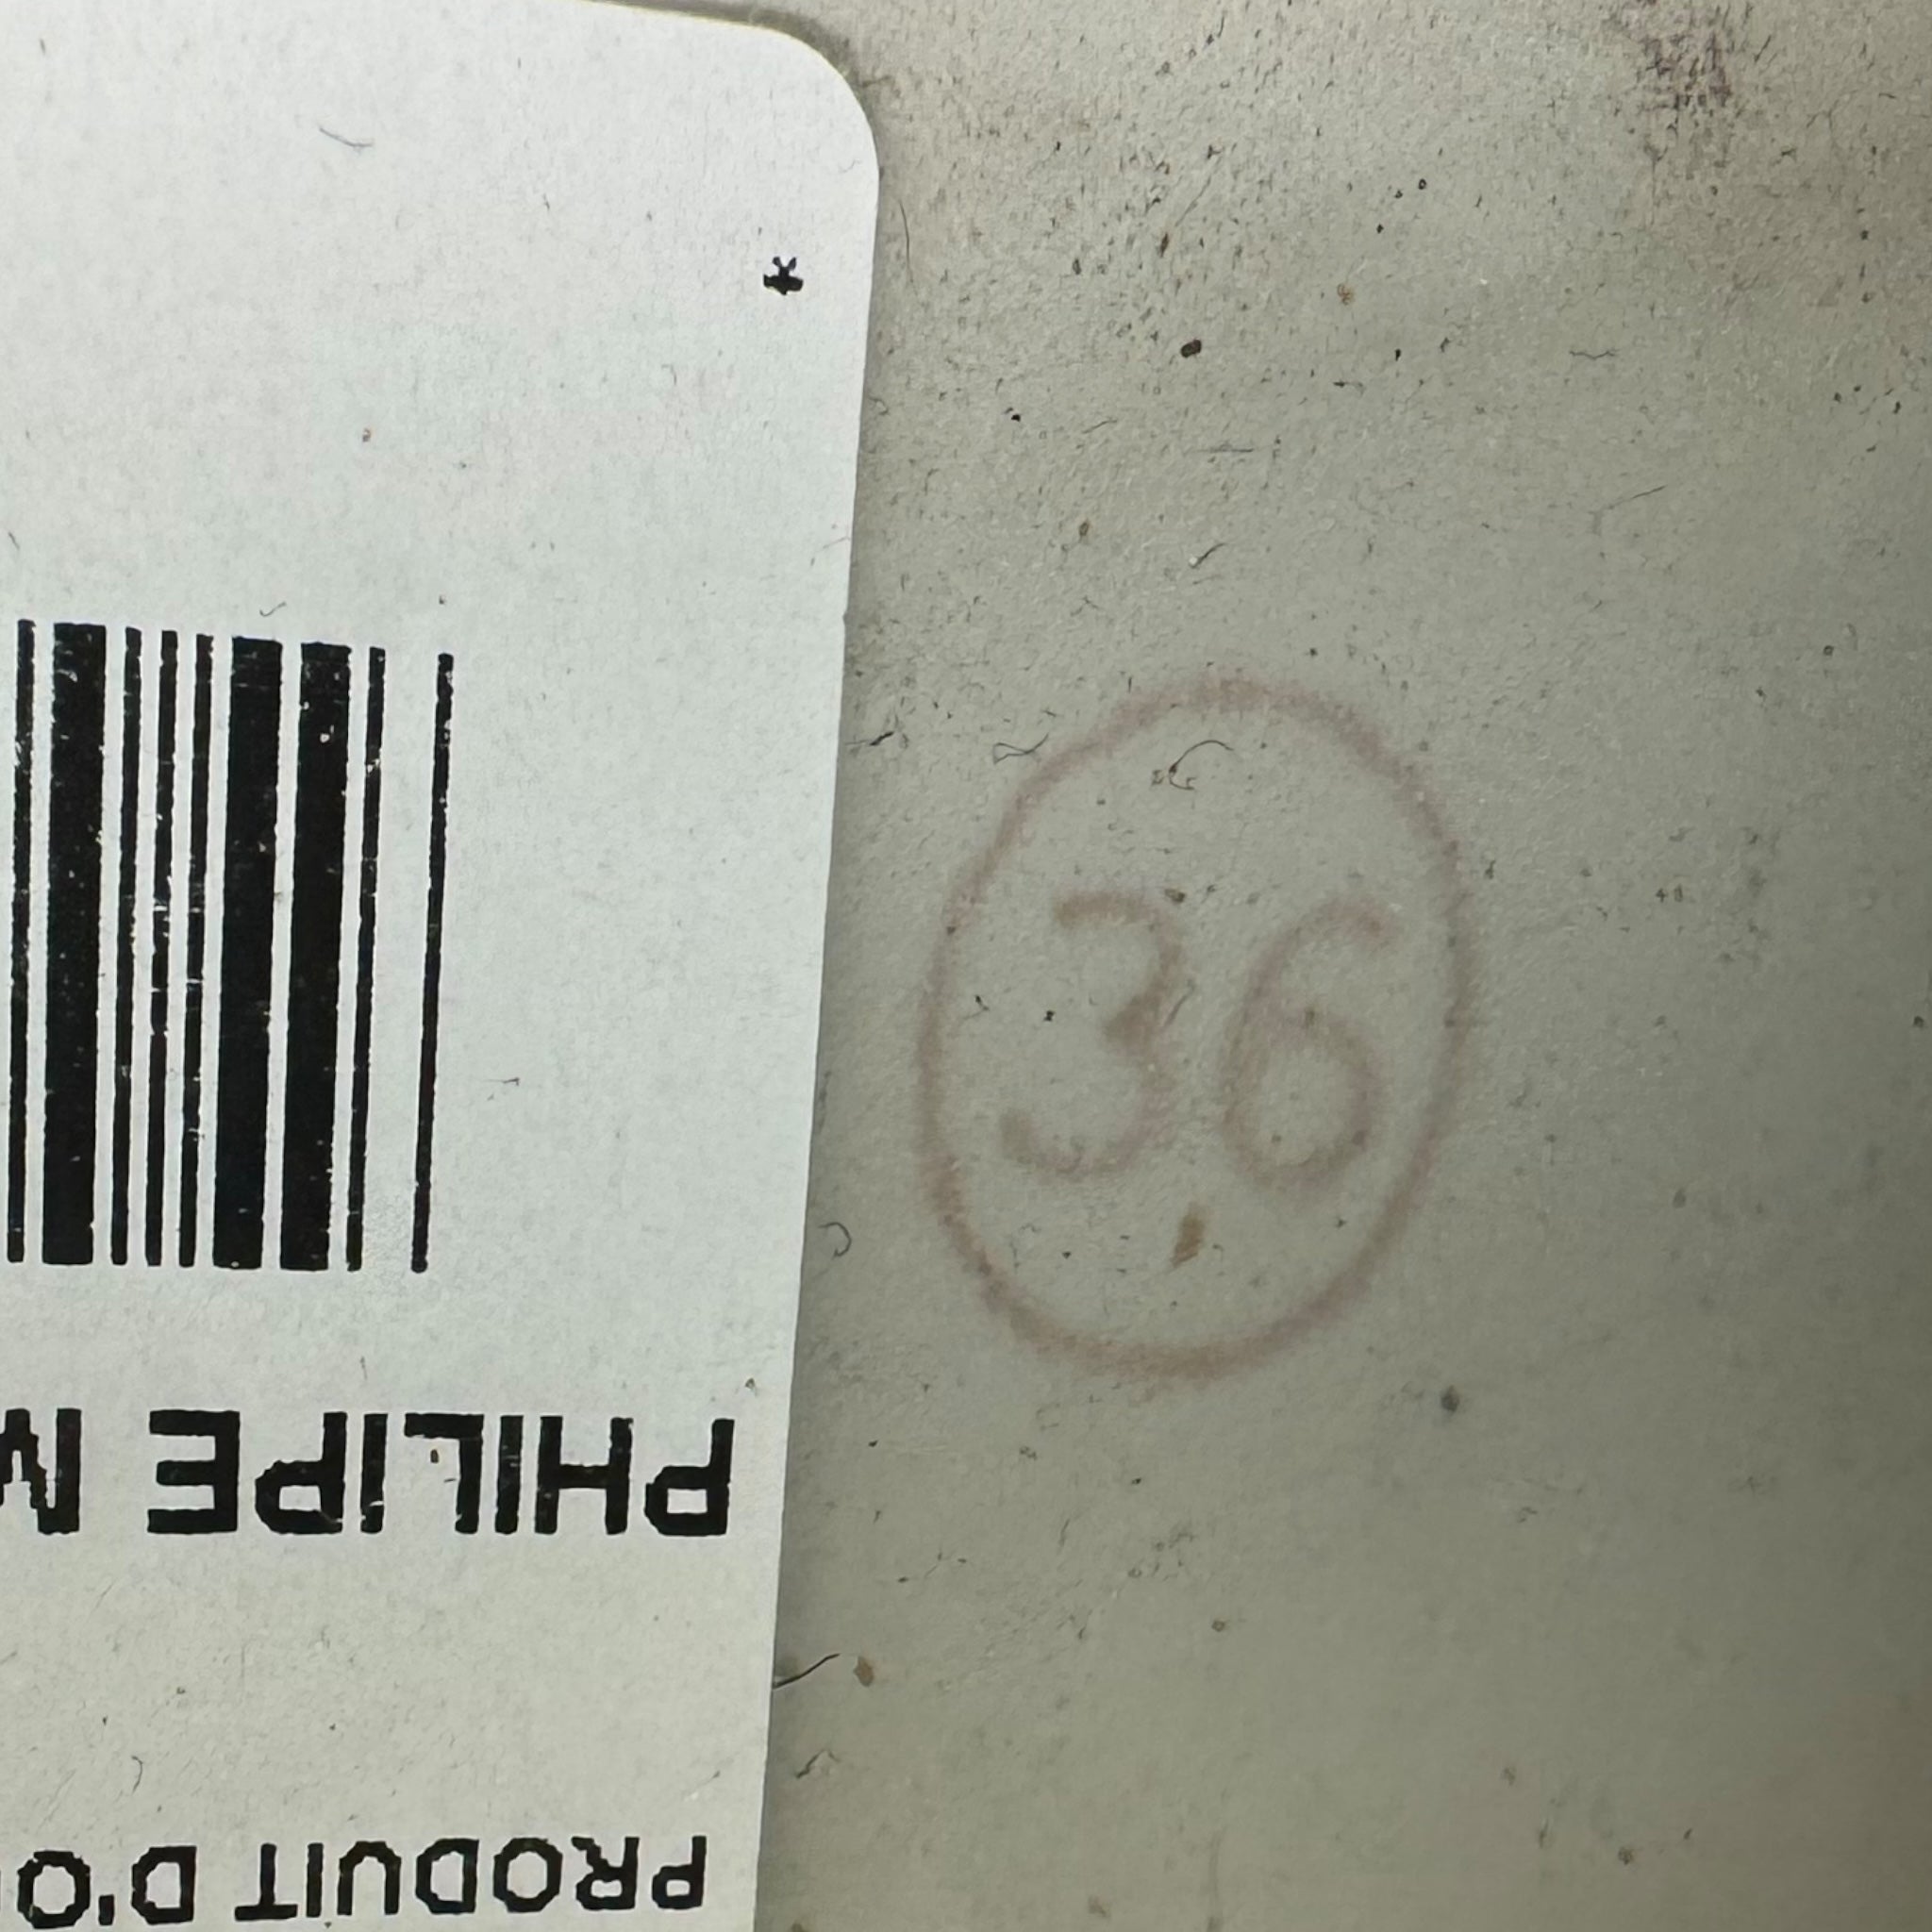 PRODUIT D'O
PHILIPE M
*
36